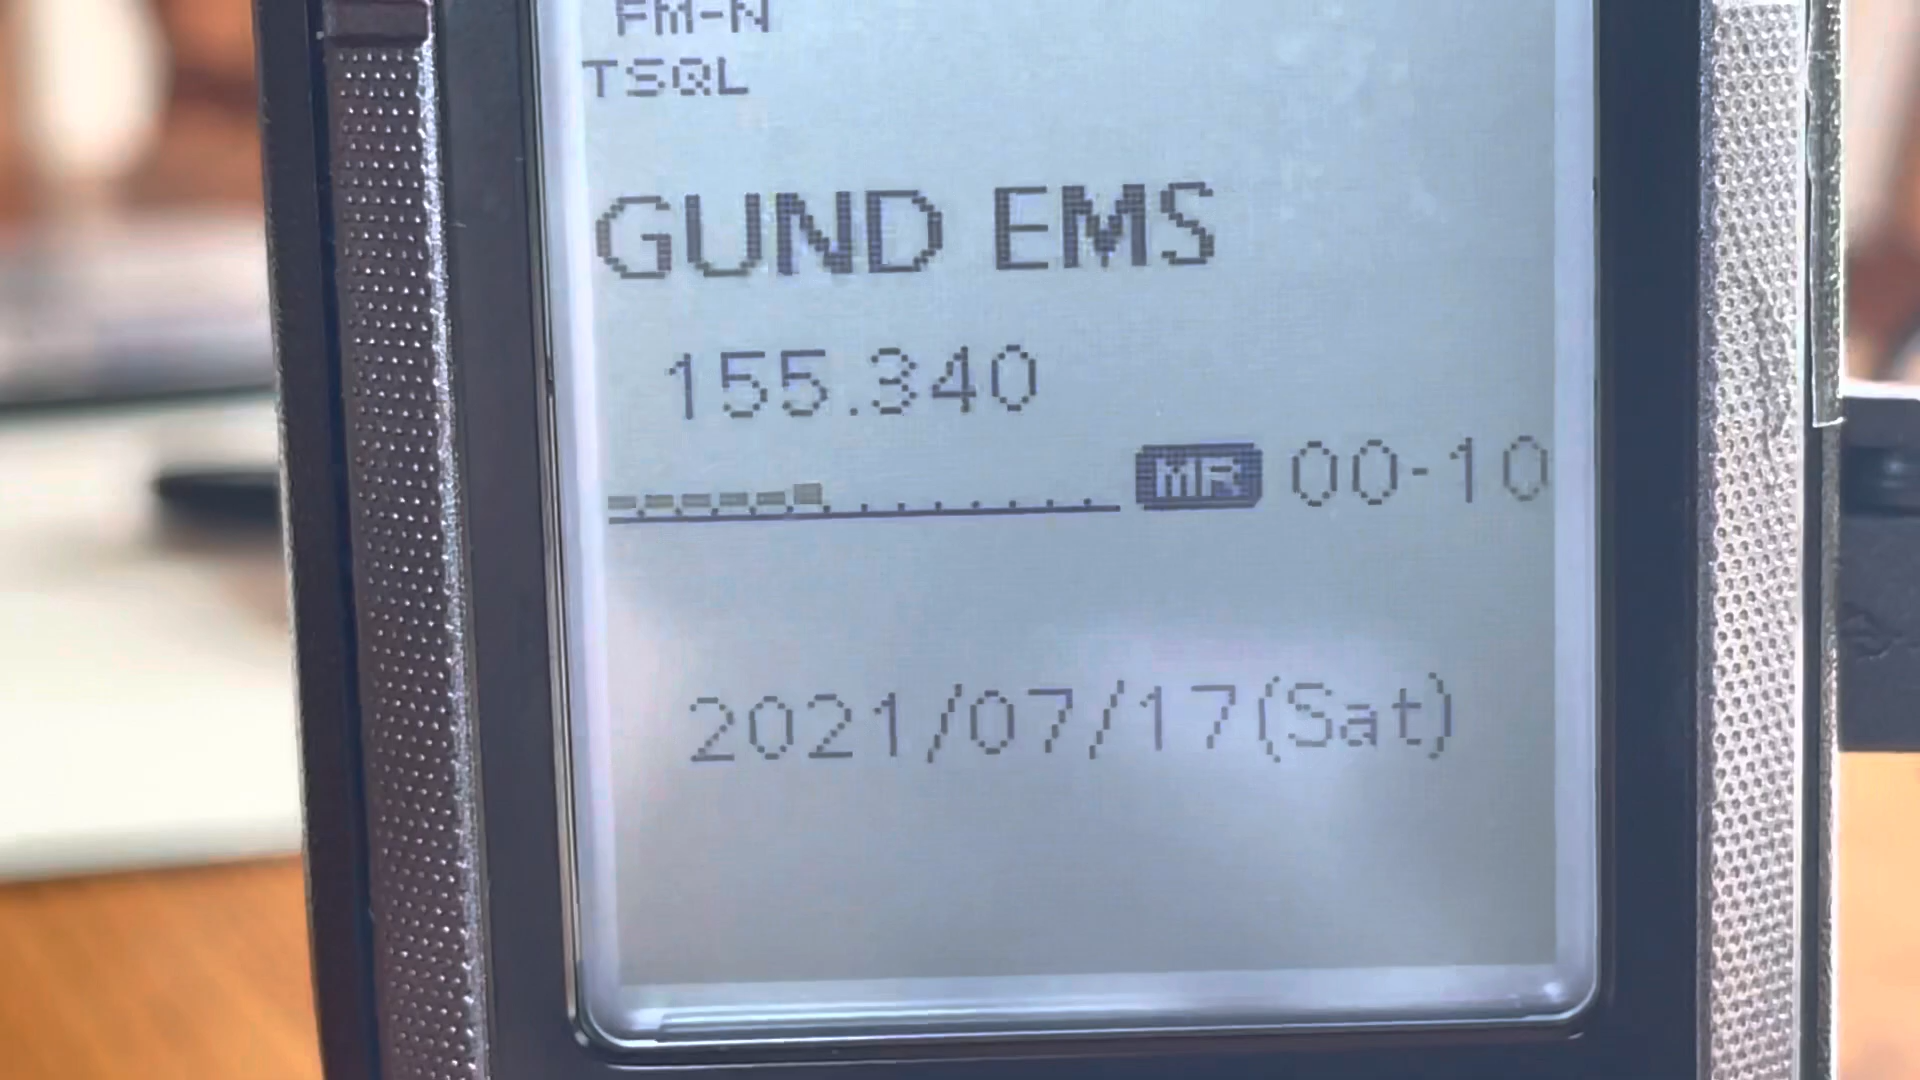 FM-N
TSQL
GUND EMS
155.340
MR 00-10
2021/07/17(Sat)